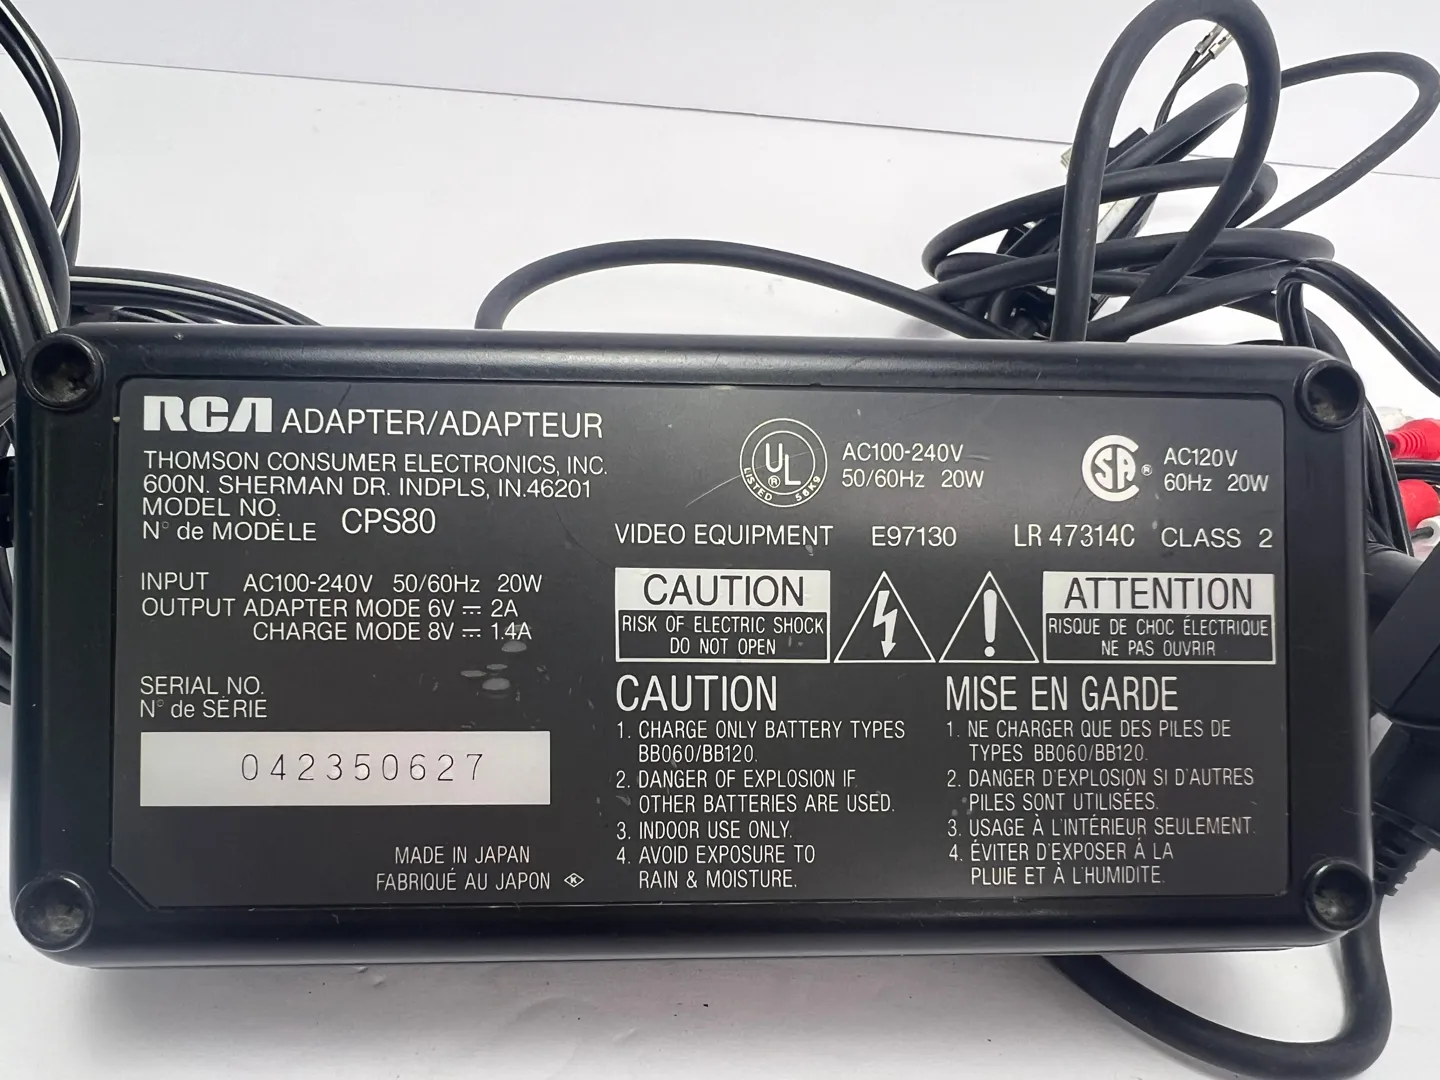 RCA ADAPTER/ADAPTEUR
THOMSON CONSUMER ELECTRONICS, INC.
600N. SHERMAN DR. INDPLS, IN.46201
MODEL NO.
N° de MODÈLE CPS80
INPUT AC100-240V 50/60Hz 20W
OUTPUT ADAPTER MODE 6V ⎓ 2A
CHARGE MODE 8V ⎓ 1.4A
SERIAL NO.
N° de SÉRIE
042350627
MADE IN JAPAN
FABRIQUÉ AU JAPON K
UL ®
LISTED 58X9
AC100-240V
50/60Hz 20W
SA ®
AC120V
60Hz 20W
VIDEO EQUIPMENT E97130 LR 47314C CLASS 2
CAUTION
RISK OF ELECTRIC SHOCK
DO NOT OPEN
!
ATTENTION
RISQUE DE CHOC ÉLECTRIQUE
NE PAS OUVRIR
CAUTION
1. CHARGE ONLY BATTERY TYPES
BB060/BB120.
2. DANGER OF EXPLOSION IF
OTHER BATTERIES ARE USED.
3. INDOOR USE ONLY.
4. AVOID EXPOSURE TO
RAIN & MOISTURE.
MISE EN GARDE
1. NE CHARGER QUE DES PILES DE
TYPES BB060/BB120.
2. DANGER D'EXPLOSION SI D'AUTRES
PILES SONT UTILISÉES.
3. USAGE À L'INTÉRIEUR SEULEMENT.
4. ÉVITER D'EXPOSER À LA
PLUIE ET À L'HUMIDITE.